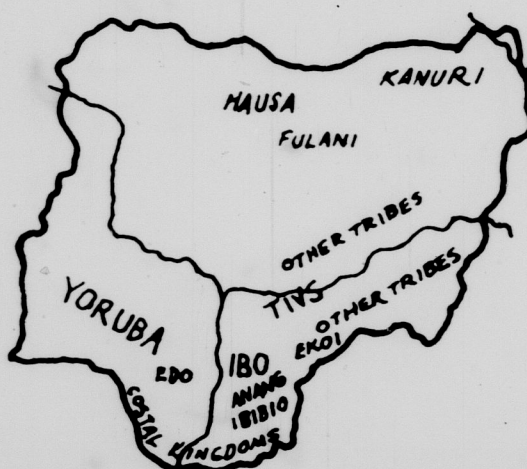 KANURI
HAUSA
FULANI
OTHER TRIBES
TIVS
OTHER TRIBES
YORUBA
EKOI
IBO
EDO
ANANG
IBIBIO
COSTAL KINGDOMS